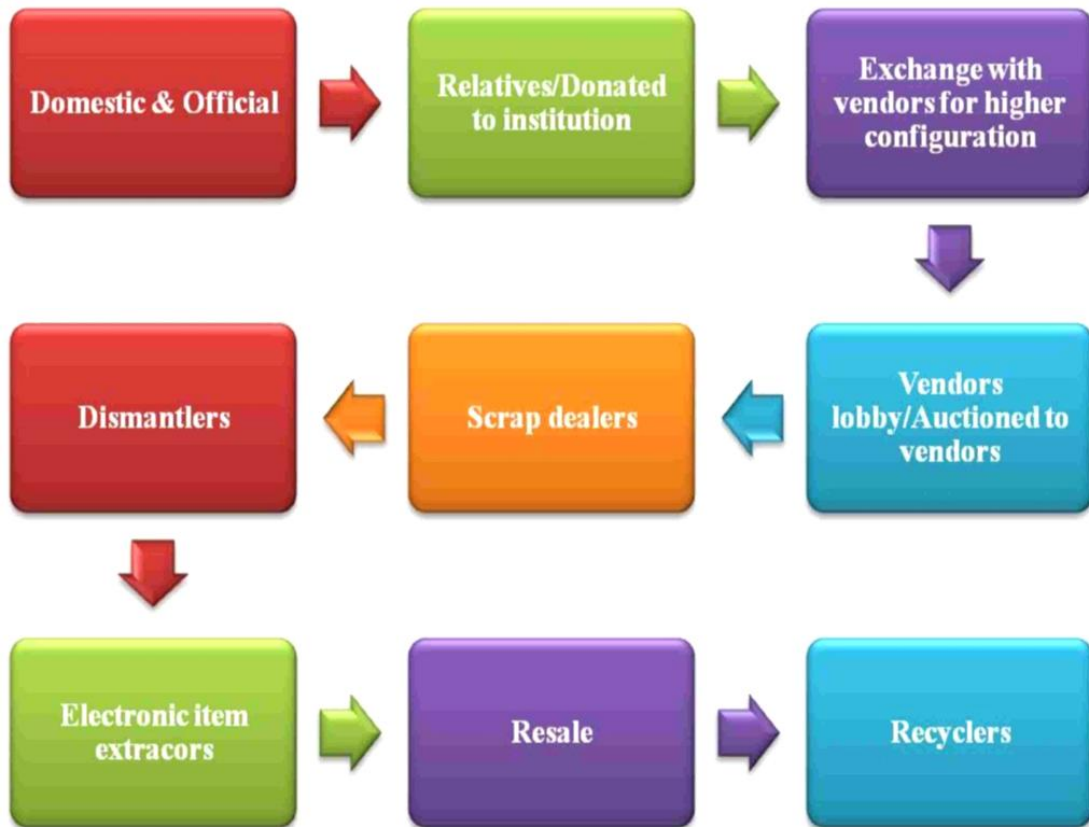 Domestic & Official
Relatives/Donated
to institution
Exchange with
vendors for higher
configuration
Vendors
lobby/Auctioned to
vendors
Scrap dealers
Dismantlers
Electronic item
extracors
Resale
Recyclers